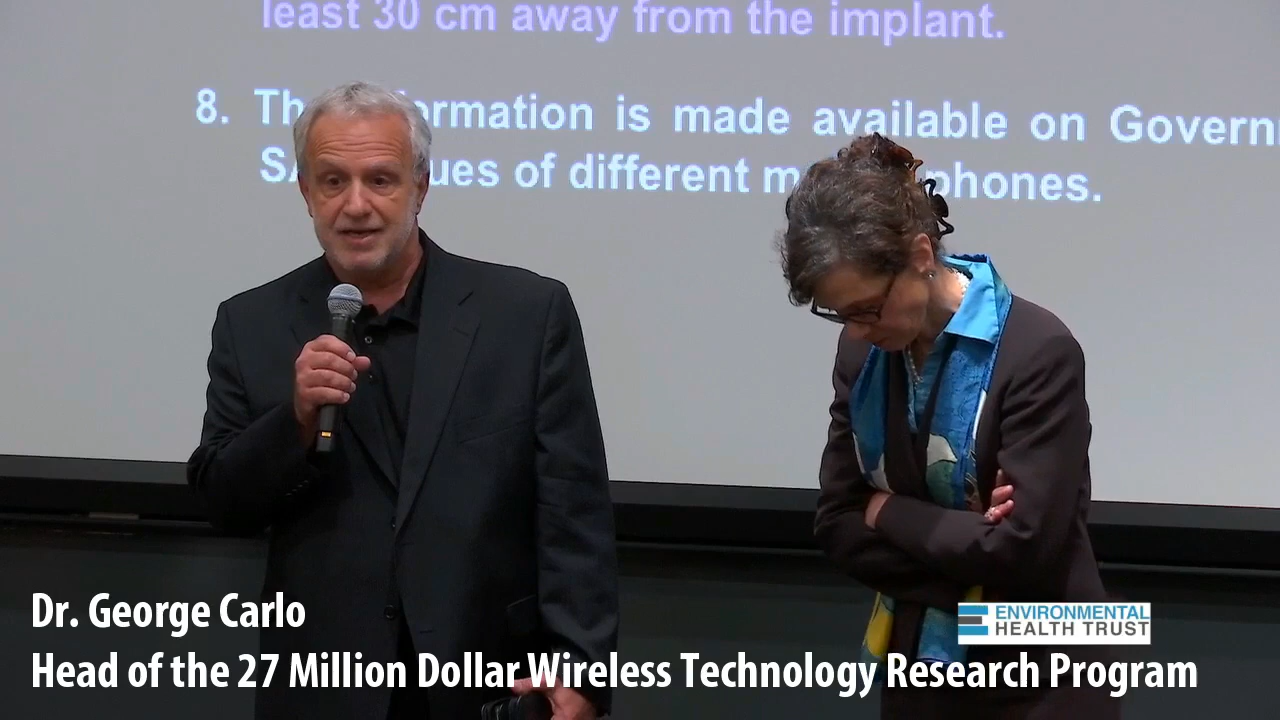 least 30 cm away from the implant.
8. Th ormation is made available on Govern
SA ues of different m phones.
Dr. George Carlo
ENVIRONMENTAL
HEALTH TRUST
Head of the 27 Million Dollar Wireless Technology Research Program